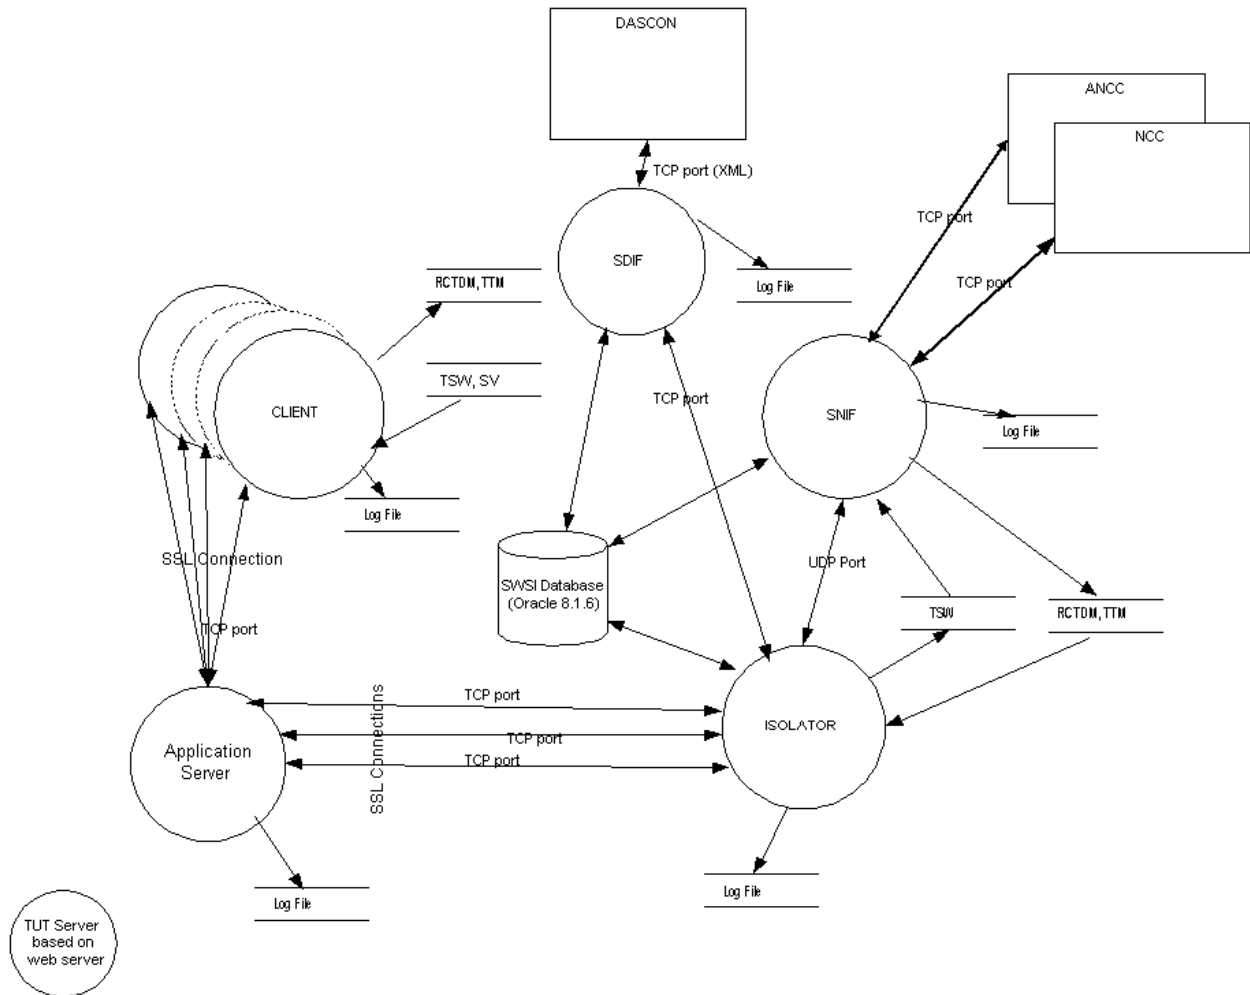 DASCON
ANCC
NCC
TCP port (XML)
TCP port
SDIF
RCTDM, TTM
Log File
TCP port
TSW, SV
TCP port
CLIENT
SNIF
Log File
Log File
SSL Connection
UDP Port
SWSI Database
(Oracle 8.1.6)
TSW
RCTDM, TTM
TCP port
TCP port
SSL Connections
ISOLATOR
TCP port
Application
Server
TCP port
Log File
Log File
TUT Server
based on
web server